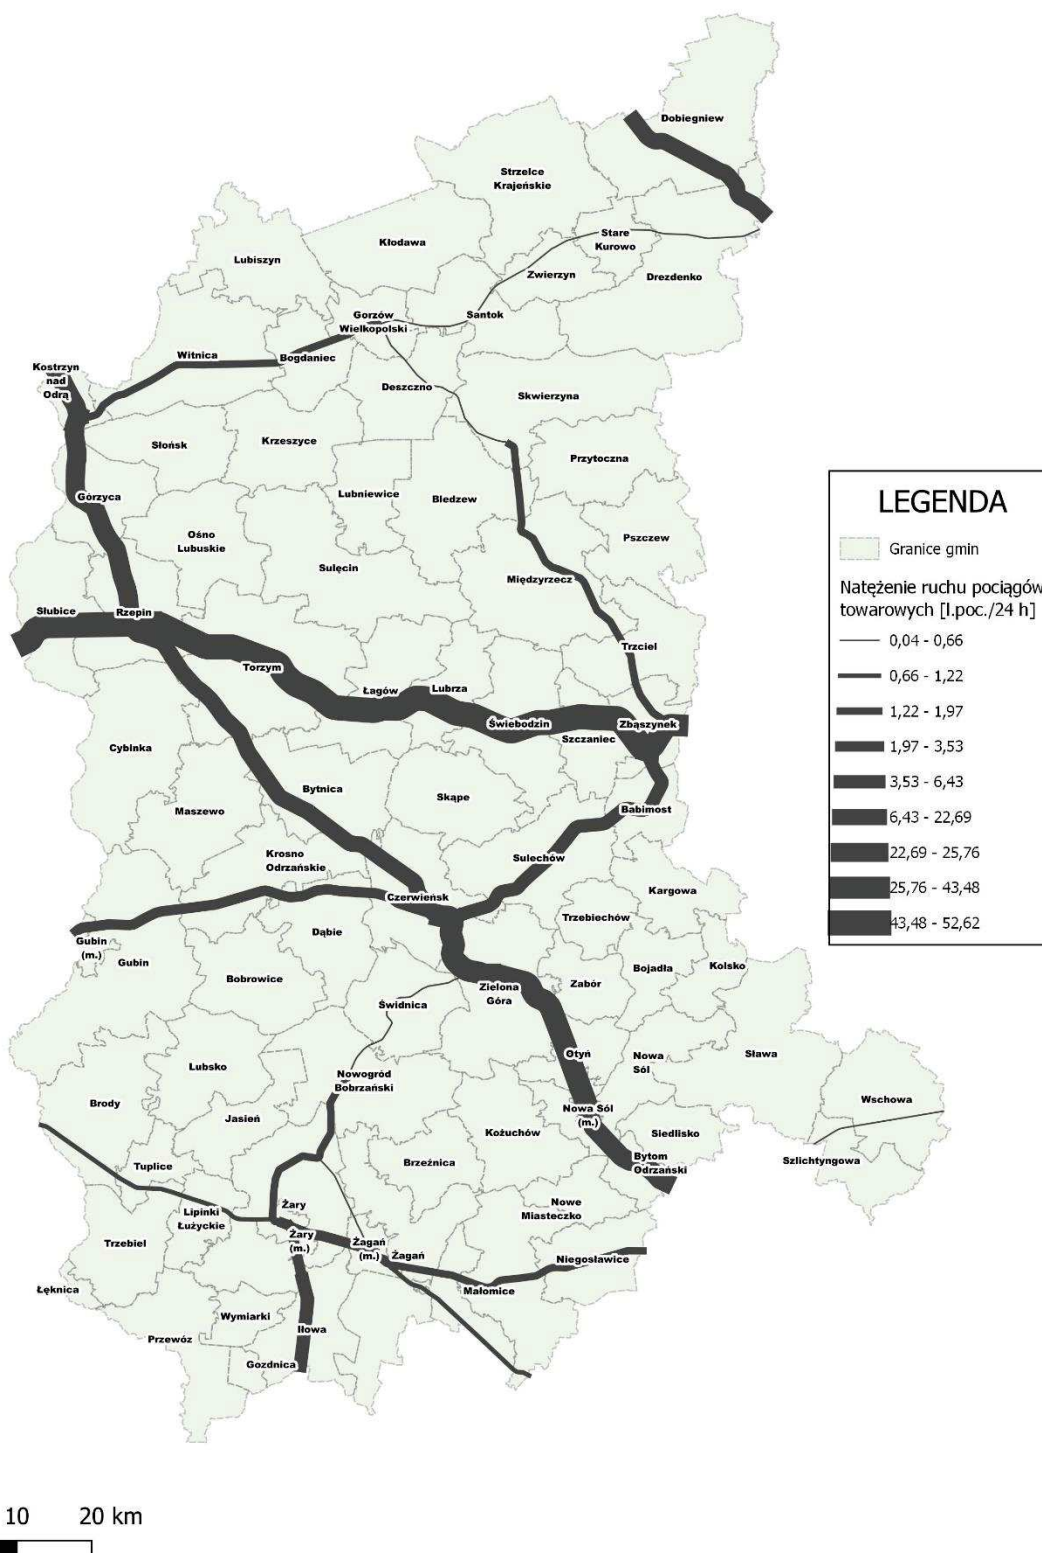 Dobiegniew
Strzelce
Krajeńskie
Stare
Kurowo
Kłodawa
Lubiszyn
Zwierzyn
Drezdenko
Gorzów
Wielkopolski
Santok
Witnica
Bogdaniec
Kostrzyn
nad
Odrą
Deszczno
Skwierzyna
Słońsk
Krzeszyce
Przytoczna
Lubniewice
Bledzew
Górzyca
Ośno
Lubuskie
Pszczew
Sulęcin
Międzyrzecz
Słubice
Rzepin
Trzciel
Torzym
Łagów
Lubrza
Świebodzin
Zbąszynek
Szczaniec
Cybinka
Bytnica
Skąpe
Maszewo
Babimost
Krosno
Odrzańskie
Sulechów
Kargowa
Czerwieńsk
Trzebiechów
Dąbie
Gubin
(m.)
Gubin
Bobrowice
Bojadła
Kolsko
Zabór
Zielona
Góra
Świdnica
Otyń
Nowa
Sól
Sława
Lubsko
Nowogród
Bobrzański
Brody
Jasień
Nowa Sól
(m.)
Wschowa
Kożuchów
Siedlisko
Brzeźnica
Bytom
Odrzański
Szlichtyngowa
Tuplice
Żary
Nowe
Miasteczko
Lipinki
Łużyckie
Żary
(m.)
Żagań
(m.)
Żagań
Trzebiel
Niegosławice
Małomice
Łęknica
Wymiarki
Iłowa
Przewóz
Gozdnica
LEGENDA
Granice gmin
Natężenie ruchu pociągów
towarowych [l.poc./24 h]
0,04 - 0,66
0,66 - 1,22
1,22 - 1,97
1,97 - 3,53
3,53 - 6,43
6,43 - 22,69
22,69 - 25,76
25,76 - 43,48
43,48 - 52,62
10 20 km